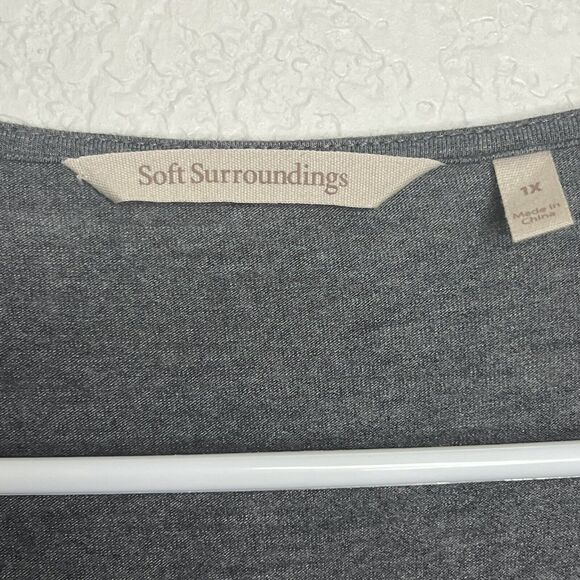 Soft Surroundings
1X
Made in
China